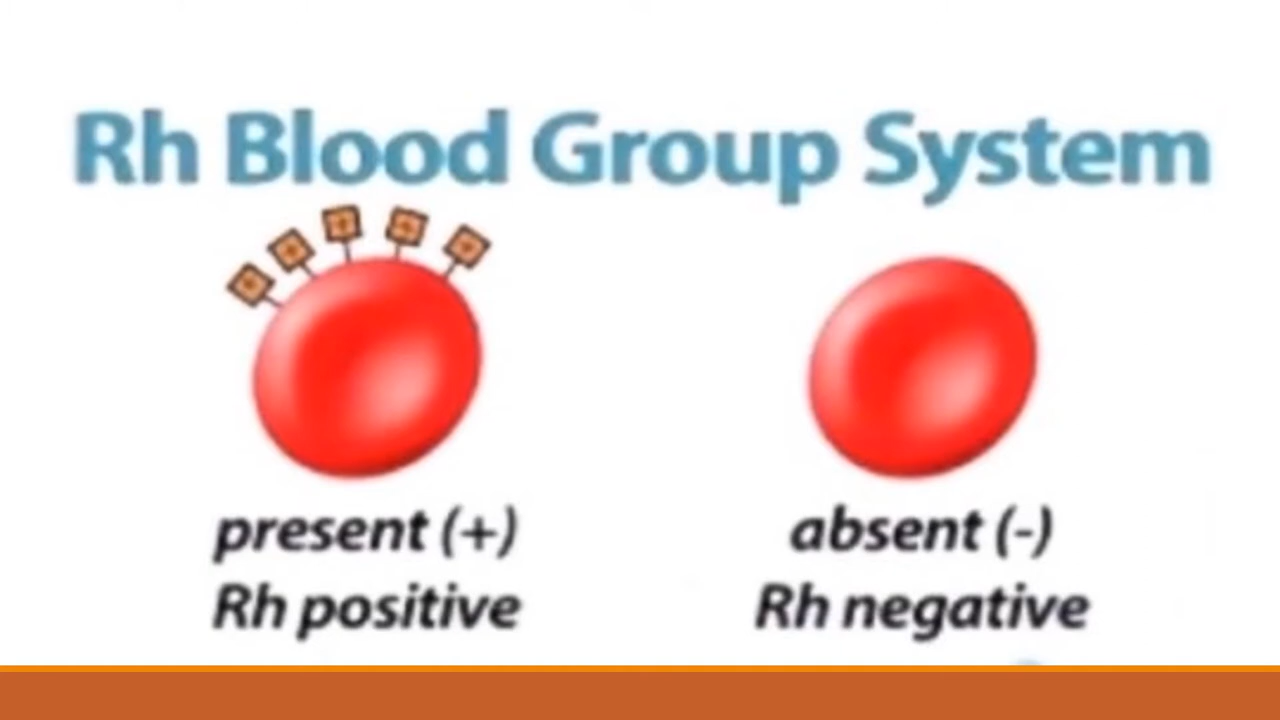 Rh Blood Group System
present (+)
absent (-)
Rh positive
Rh negative